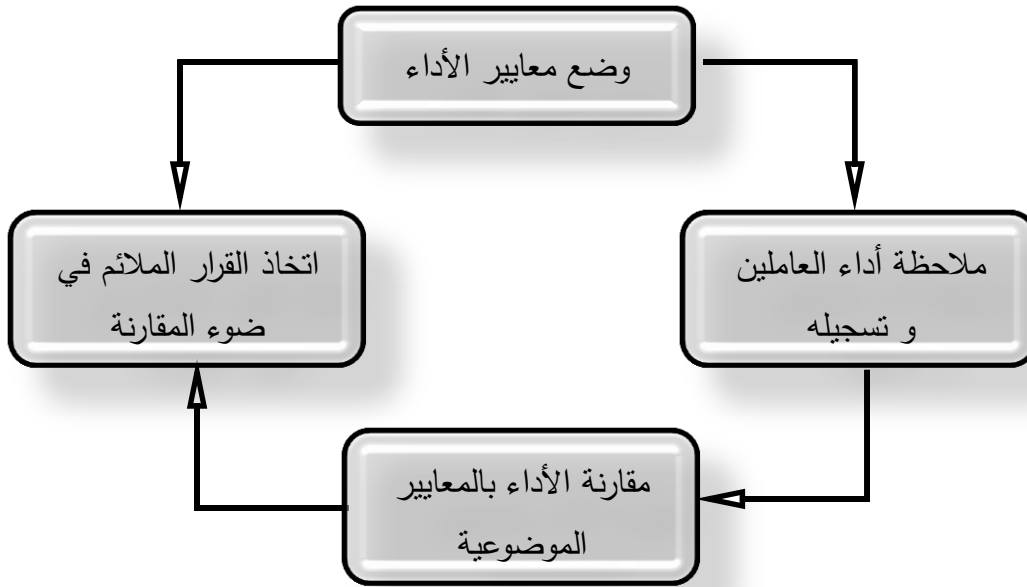 وضع معايير الأداء
ملاحظة أداء العاملين
و تسجيله
اتخاذ القرار الملائم في
ضوء المقارنة
مقارنة الأداء بالمعايير
الموضوعية